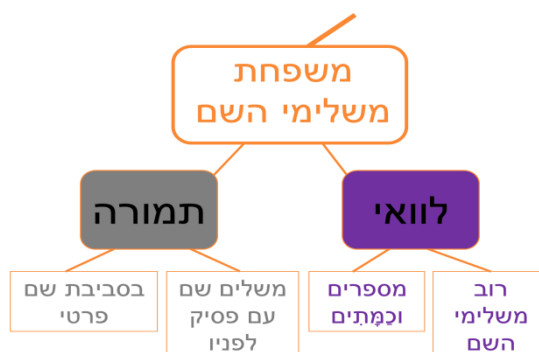 משפחת
משלימי השם
לוואי
תמורה
רוב
משלימי
השם
מספרים
וכַמָּתִים
משלים שם
עם פסיק
לפניו
בסביבת שם
פרטי